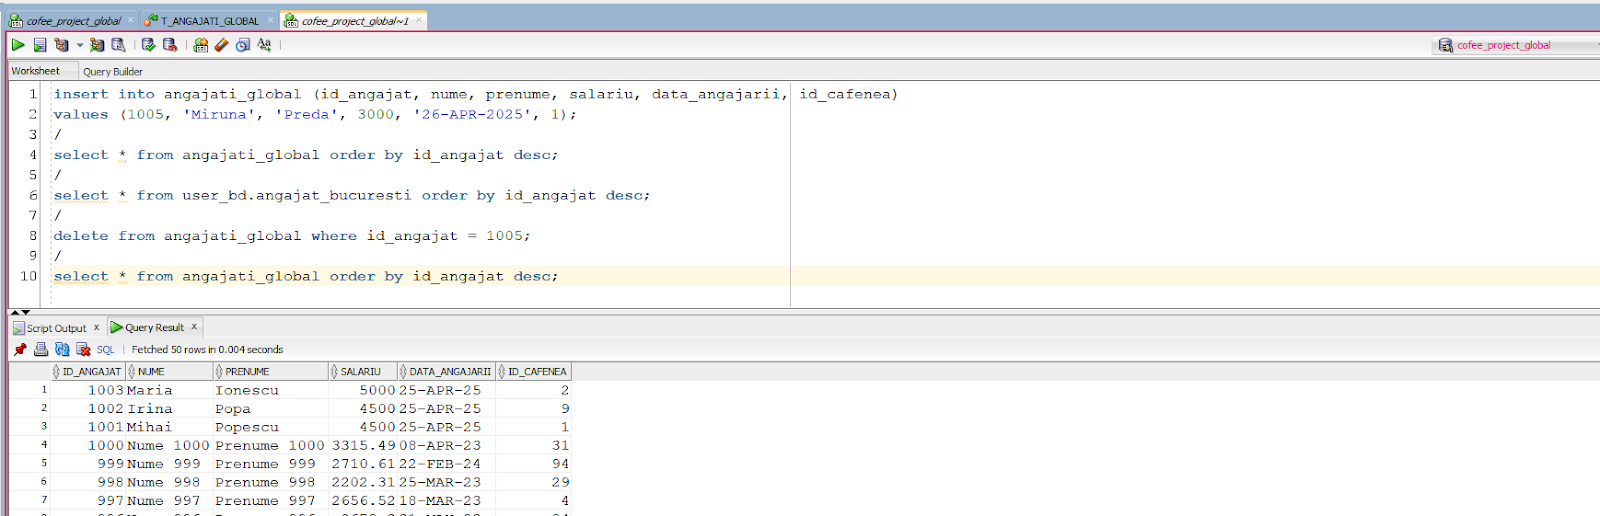 cofee_project_global T_ANGAJATI_GLOBAL cofee_project_global~1
cofee_project_global
Worksheet Query Builder
1 insert into angajati_global (id_angajat, nume, prenume, salariu, data_angajarii, id_cafenea)
2 values (1005, 'Miruna', 'Preda', 3000, '26-APR-2025', 1);
3 /
4 select * from angajati_global order by id_angajat desc;
5 /
6 select * from user_bd.angajat_bucuresti order by id_angajat desc;
7 /
8 delete from angajati_global where id_angajat = 1005;
9 /
10 select * from angajati_global order by id_angajat desc;
Script Output x Query Result x
SQL | Fetched 50 rows in 0.004 seconds
ID_ANGAJAT NUME PRENUME SALARIU DATA_ANGAJARII ID_CAFENEA
1 1003 Maria Ionescu 5000 25-APR-25 2
2 1002 Irina Popa 4500 25-APR-25 9
3 1001 Mihai Popescu 4500 25-APR-25 1
4 1000 Nume 1000 Prenume 1000 3315.49 08-APR-23 31
5 999 Nume 999 Prenume 999 2710.61 22-FEB-24 94
6 998 Nume 998 Prenume 998 2202.31 25-MAR-23 29
7 997 Nume 997 Prenume 997 2656.52 18-MAR-23 4